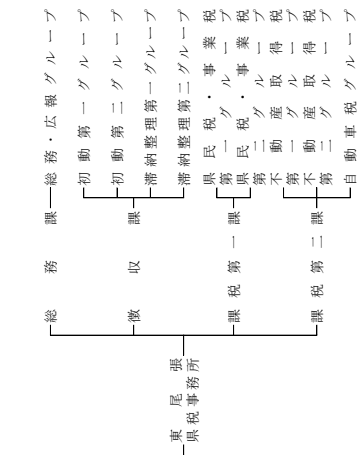 東尾張
県税事務所
総務課
総務・広報グループ
徴収課
初動第一グループ
初動第二グループ
滞納整理第一グループ
滞納整理第二グループ
課税第一課
県民税・事業税
第一グループ
県民税・事業税
第二グループ
課税第二課
不動産取得税
第一グループ
不動産取得税
第二グループ
自動車税グループ